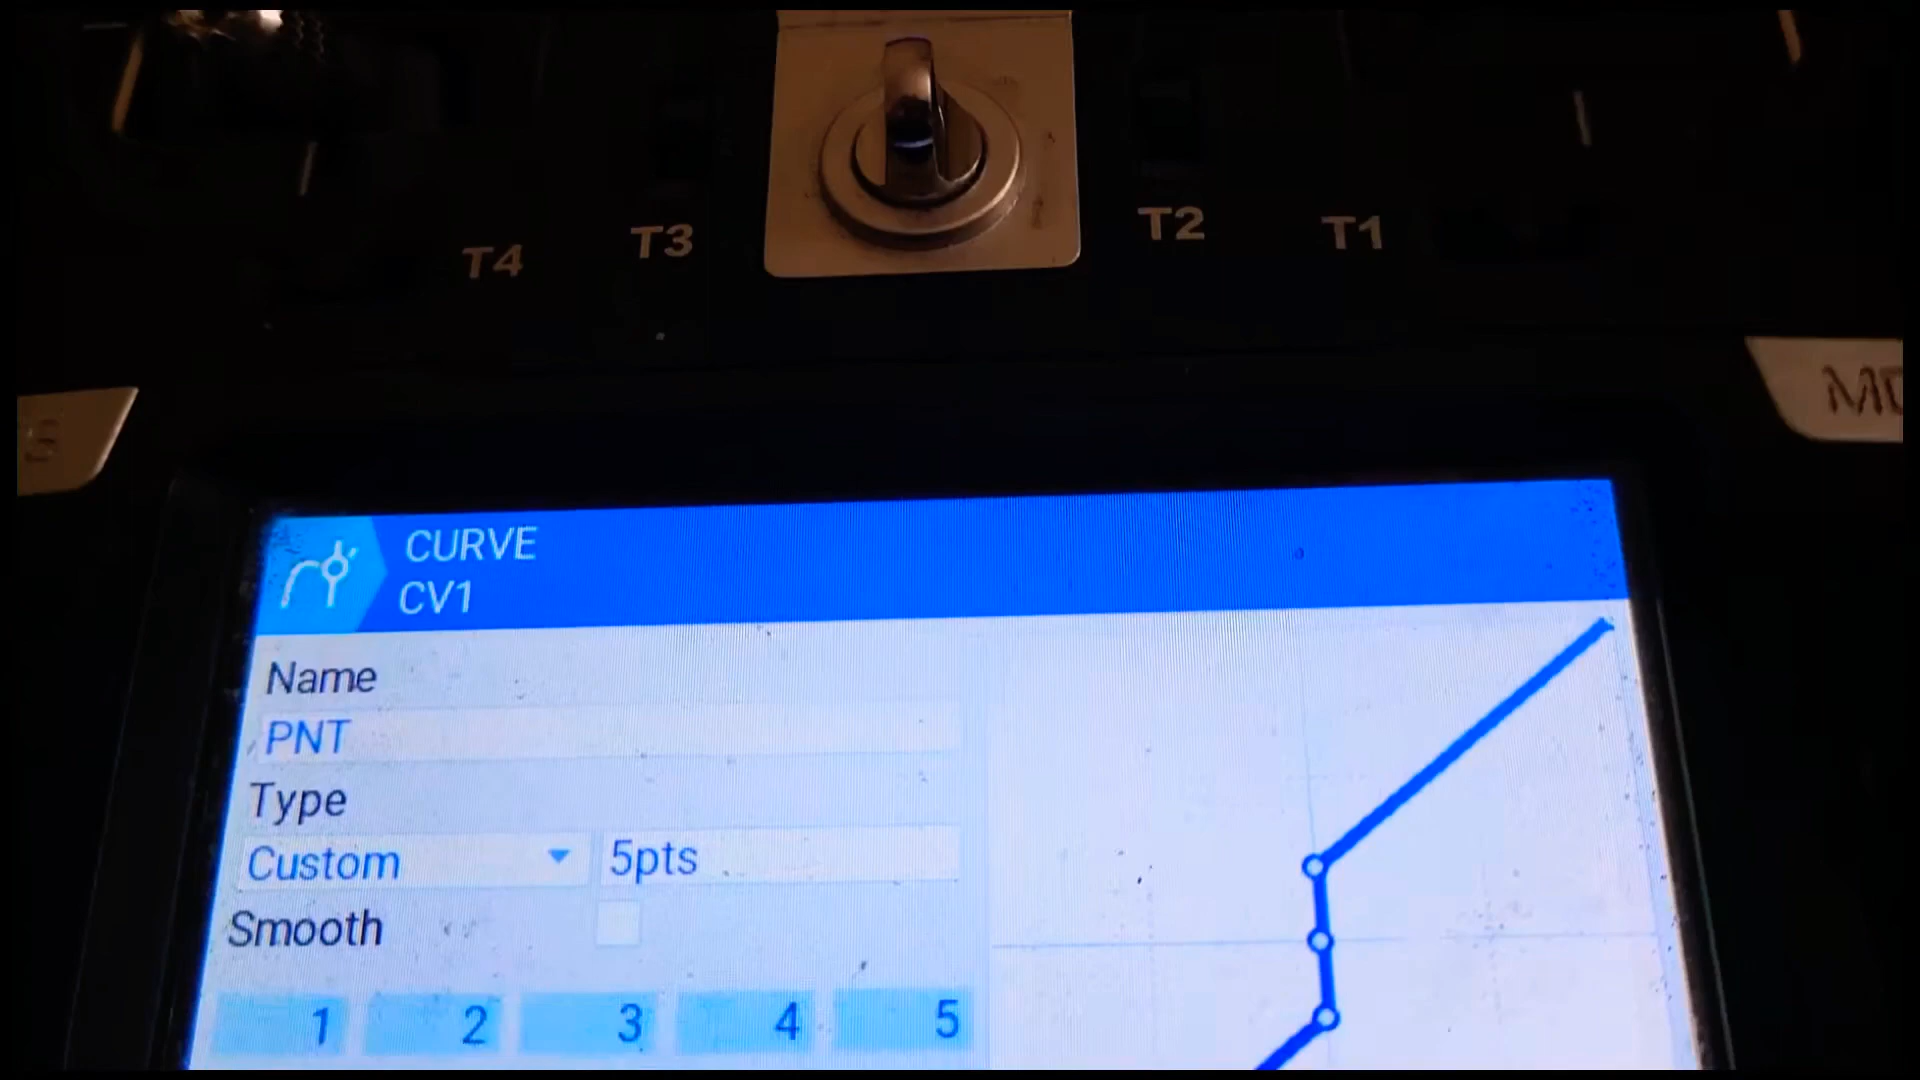 T4
T3
T2
T1
S
CURVE
CV1
Name
PNT
Type
Custom
5pts
Smooth
1 2 3 4 5